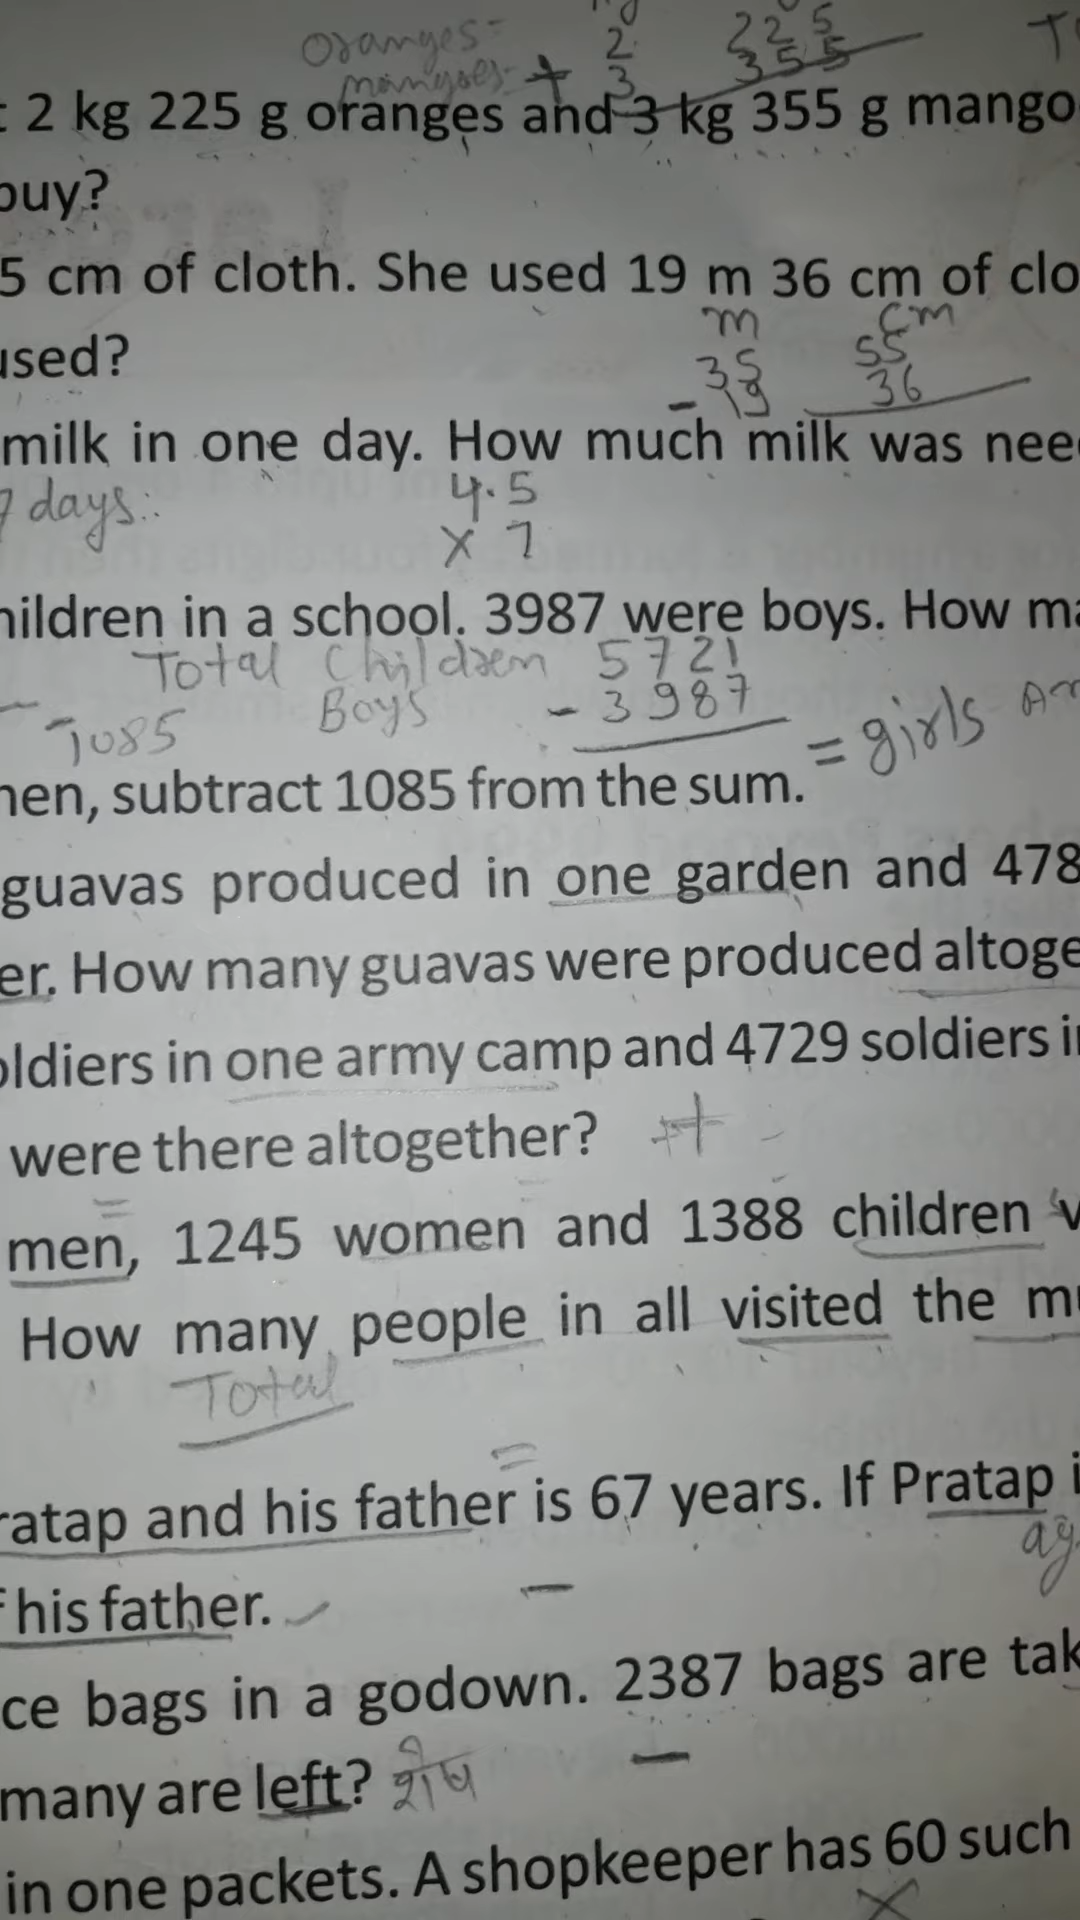 oranges= 2 225
mangoes- + 3 355
2 kg 225 g oranges and 3 kg 355 g mango
buy?
5 cm of cloth. She used 19 m 36 cm of clo
used?
m cm
35 55
- 19 36
milk in one day. How much milk was nee
7 days: 4.5
x 7
hildren in a school. 3987 were boys. How ma
Total Children 5721
Boys - 3987
- 1085 = girls
hen, subtract 1085 from the sum.
guavas produced in one garden and 478
er. How many guavas were produced altoge
oldiers in one army camp and 4729 soldiers in
were there altogether? +
men, 1245 women and 1388 children v
How many people in all visited the mu
Total
ratap and his father is 67 years. If Pratap i
ag
f his father. -
ce bags in a godown. 2387 bags are tak
many are left? शेष -
in one packets. A shopkeeper has 60 such
x